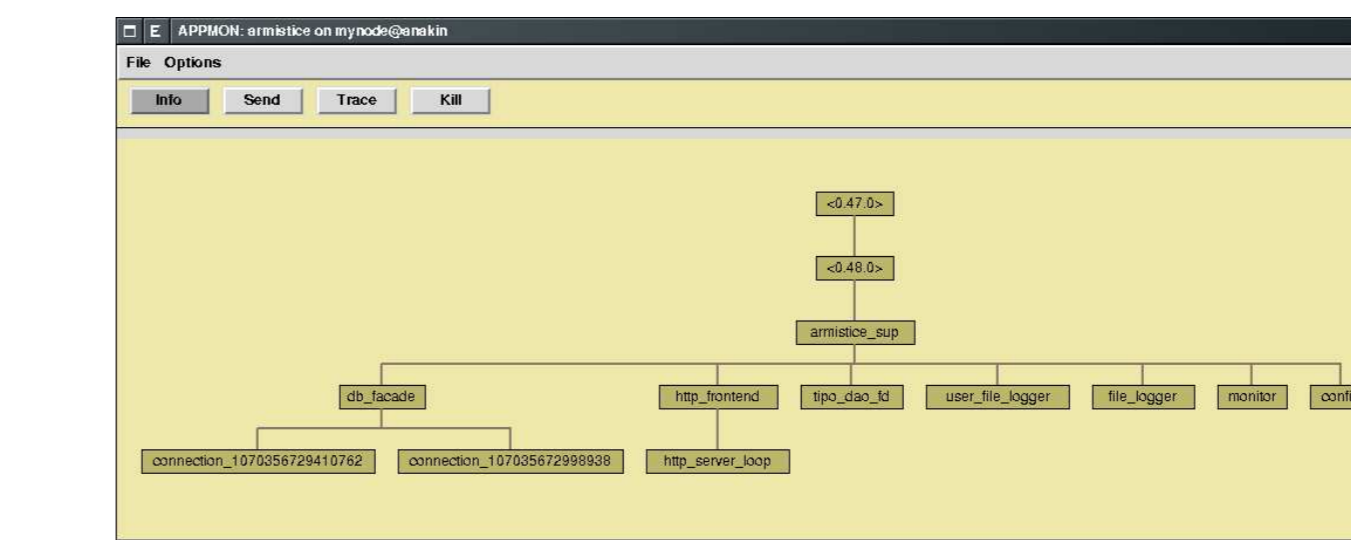 E APPMON: armistice on mynode@anakin
File Options
Info Send Trace Kill
<0.47.0>
<0.48.0>
armistice_sup
db_facade http_frontend tipo_dao_fd user_file_logger file_logger monitor
connection_1070356729410762 connection_107035672998938 http_server_loop